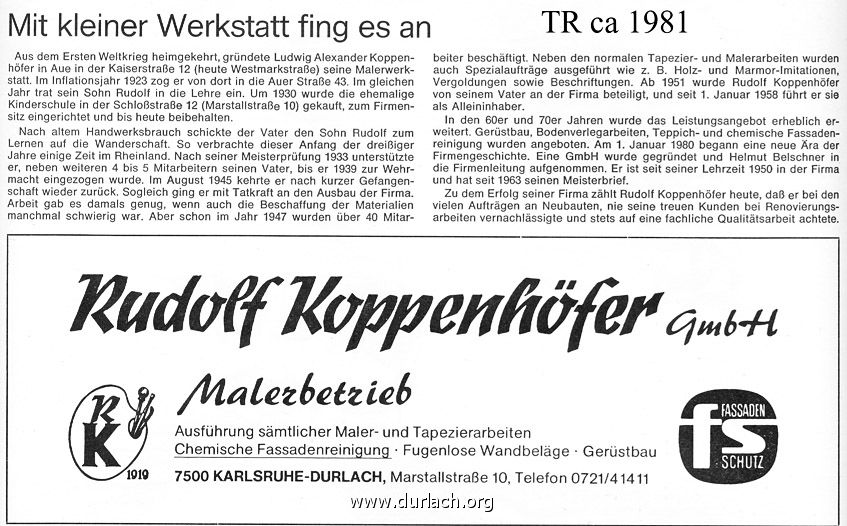 Mit kleiner Werkstatt fing es an
TR ca 1981
Aus dem Ersten Weltkrieg heimgekehrt, gründete Ludwig Alexander Koppen-
höfer in Aue in der Kaiserstraße 12 (heute Westmarkstraße) seine Malerwerk-
statt. Im Inflationsjahr 1923 zog er von dort in die Auer Straße 43. Im gleichen
Jahr trat sein Sohn Rudolf in die Lehre ein. Um 1930 wurde die ehemalige
Kinderschule in der Schloßstraße 12 (Marstallstraße 10) gekauft, zum Firmen-
sitz eingerichtet und bis heute beibehalten.
Nach altem Handwerksbrauch schickte der Vater den Sohn Rudolf zum
Lernen auf die Wanderschaft. So verbrachte dieser Anfang der dreißiger
Jahre einige Zeit im Rheinland. Nach seiner Meisterprüfung 1933 unterstützte
er, neben weiteren 4 bis 5 Mitarbeitern seinen Vater, bis er 1939 zur Wehr-
macht eingezogen wurde. Im August 1945 kehrte er nach kurzer Gefangen-
schaft wieder zurück. Sogleich ging er mit Tatkraft an den Ausbau der Firma.
Arbeit gab es damals genug, wenn auch die Beschaffung der Materialien
manchmal schwierig war. Aber schon im Jahr 1947 wurden über 40 Mitar-
beiter beschäftigt. Neben den normalen Tapezier- und Malerarbeiten wurden
auch Spezialaufträge ausgeführt wie z. B. Holz- und Marmor-Imitationen,
Vergoldungen sowie Beschriftungen. Ab 1951 wurde Rudolf Koppenhöfer
von seinem Vater an der Firma beteiligt, und seit 1. Januar 1958 führt er sie
als Alleininhaber.
In den 60er und 70er Jahren wurde das Leistungsangebot erheblich er-
weitert. Gerüstbau, Bodenverlegarbeiten, Teppich- und chemische Fassaden-
reinigung wurden angeboten. Am 1. Januar 1980 begann eine neue Ära der
Firmengeschichte. Eine GmbH wurde gegründet und Helmut Belschner in
die Firmenleitung aufgenommen. Er ist seit seiner Lehrzeit 1950 in der Firma
und hat seit 1963 seinen Meisterbrief.
Zu dem Erfolg seiner Firma zählt Rudolf Koppenhöfer heute, daß er bei den
vielen Aufträgen an Neubauten, nie seine treuen Kunden bei Renovierungs-
arbeiten vernachlässigte und stets auf eine fachliche Qualitätsarbeit achtete.
Rudolf Koppenhöfer GmbH
RK
1919
Malerbetrieb
Ausführung sämtlicher Maler- und Tapezierarbeiten
Chemische Fassadenreinigung · Fugenlose Wandbeläge · Gerüstbau
7500 KARLSRUHE-DURLACH, Marstallstraße 10, Telefon 0721/41411
fs
FASSADEN
SCHUTZ
www.durlach.org